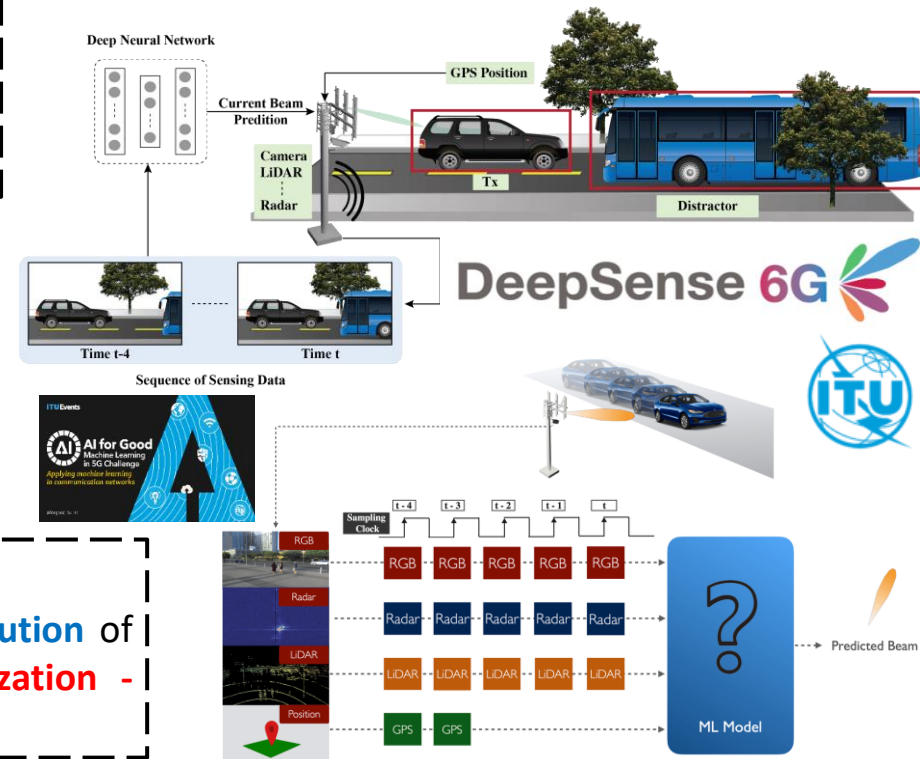 Deep Neural Network
GPS Position
Current Beam
Predition
Camera
LiDAR
Radar
Tx
Distractor
DeepSense 6G
Time t-4
Time t
Sequence of Sensing Data
ITU
ITUEvents
AI
AI for Good
Machine Learning
in 5G Challenge
Applying machine learning
in communication networks
Sampling
Clock
t - 4
t - 3
t - 2
t - 1
t
RGB
RGB
RGB
RGB
RGB
RGB
Radar
Radar
Radar
Radar
Radar
Radar
LiDAR
LiDAR
LiDAR
LiDAR
LiDAR
LiDAR
Position
GPS
GPS
?
ML Model
Predicted Beam
ution of
zation -